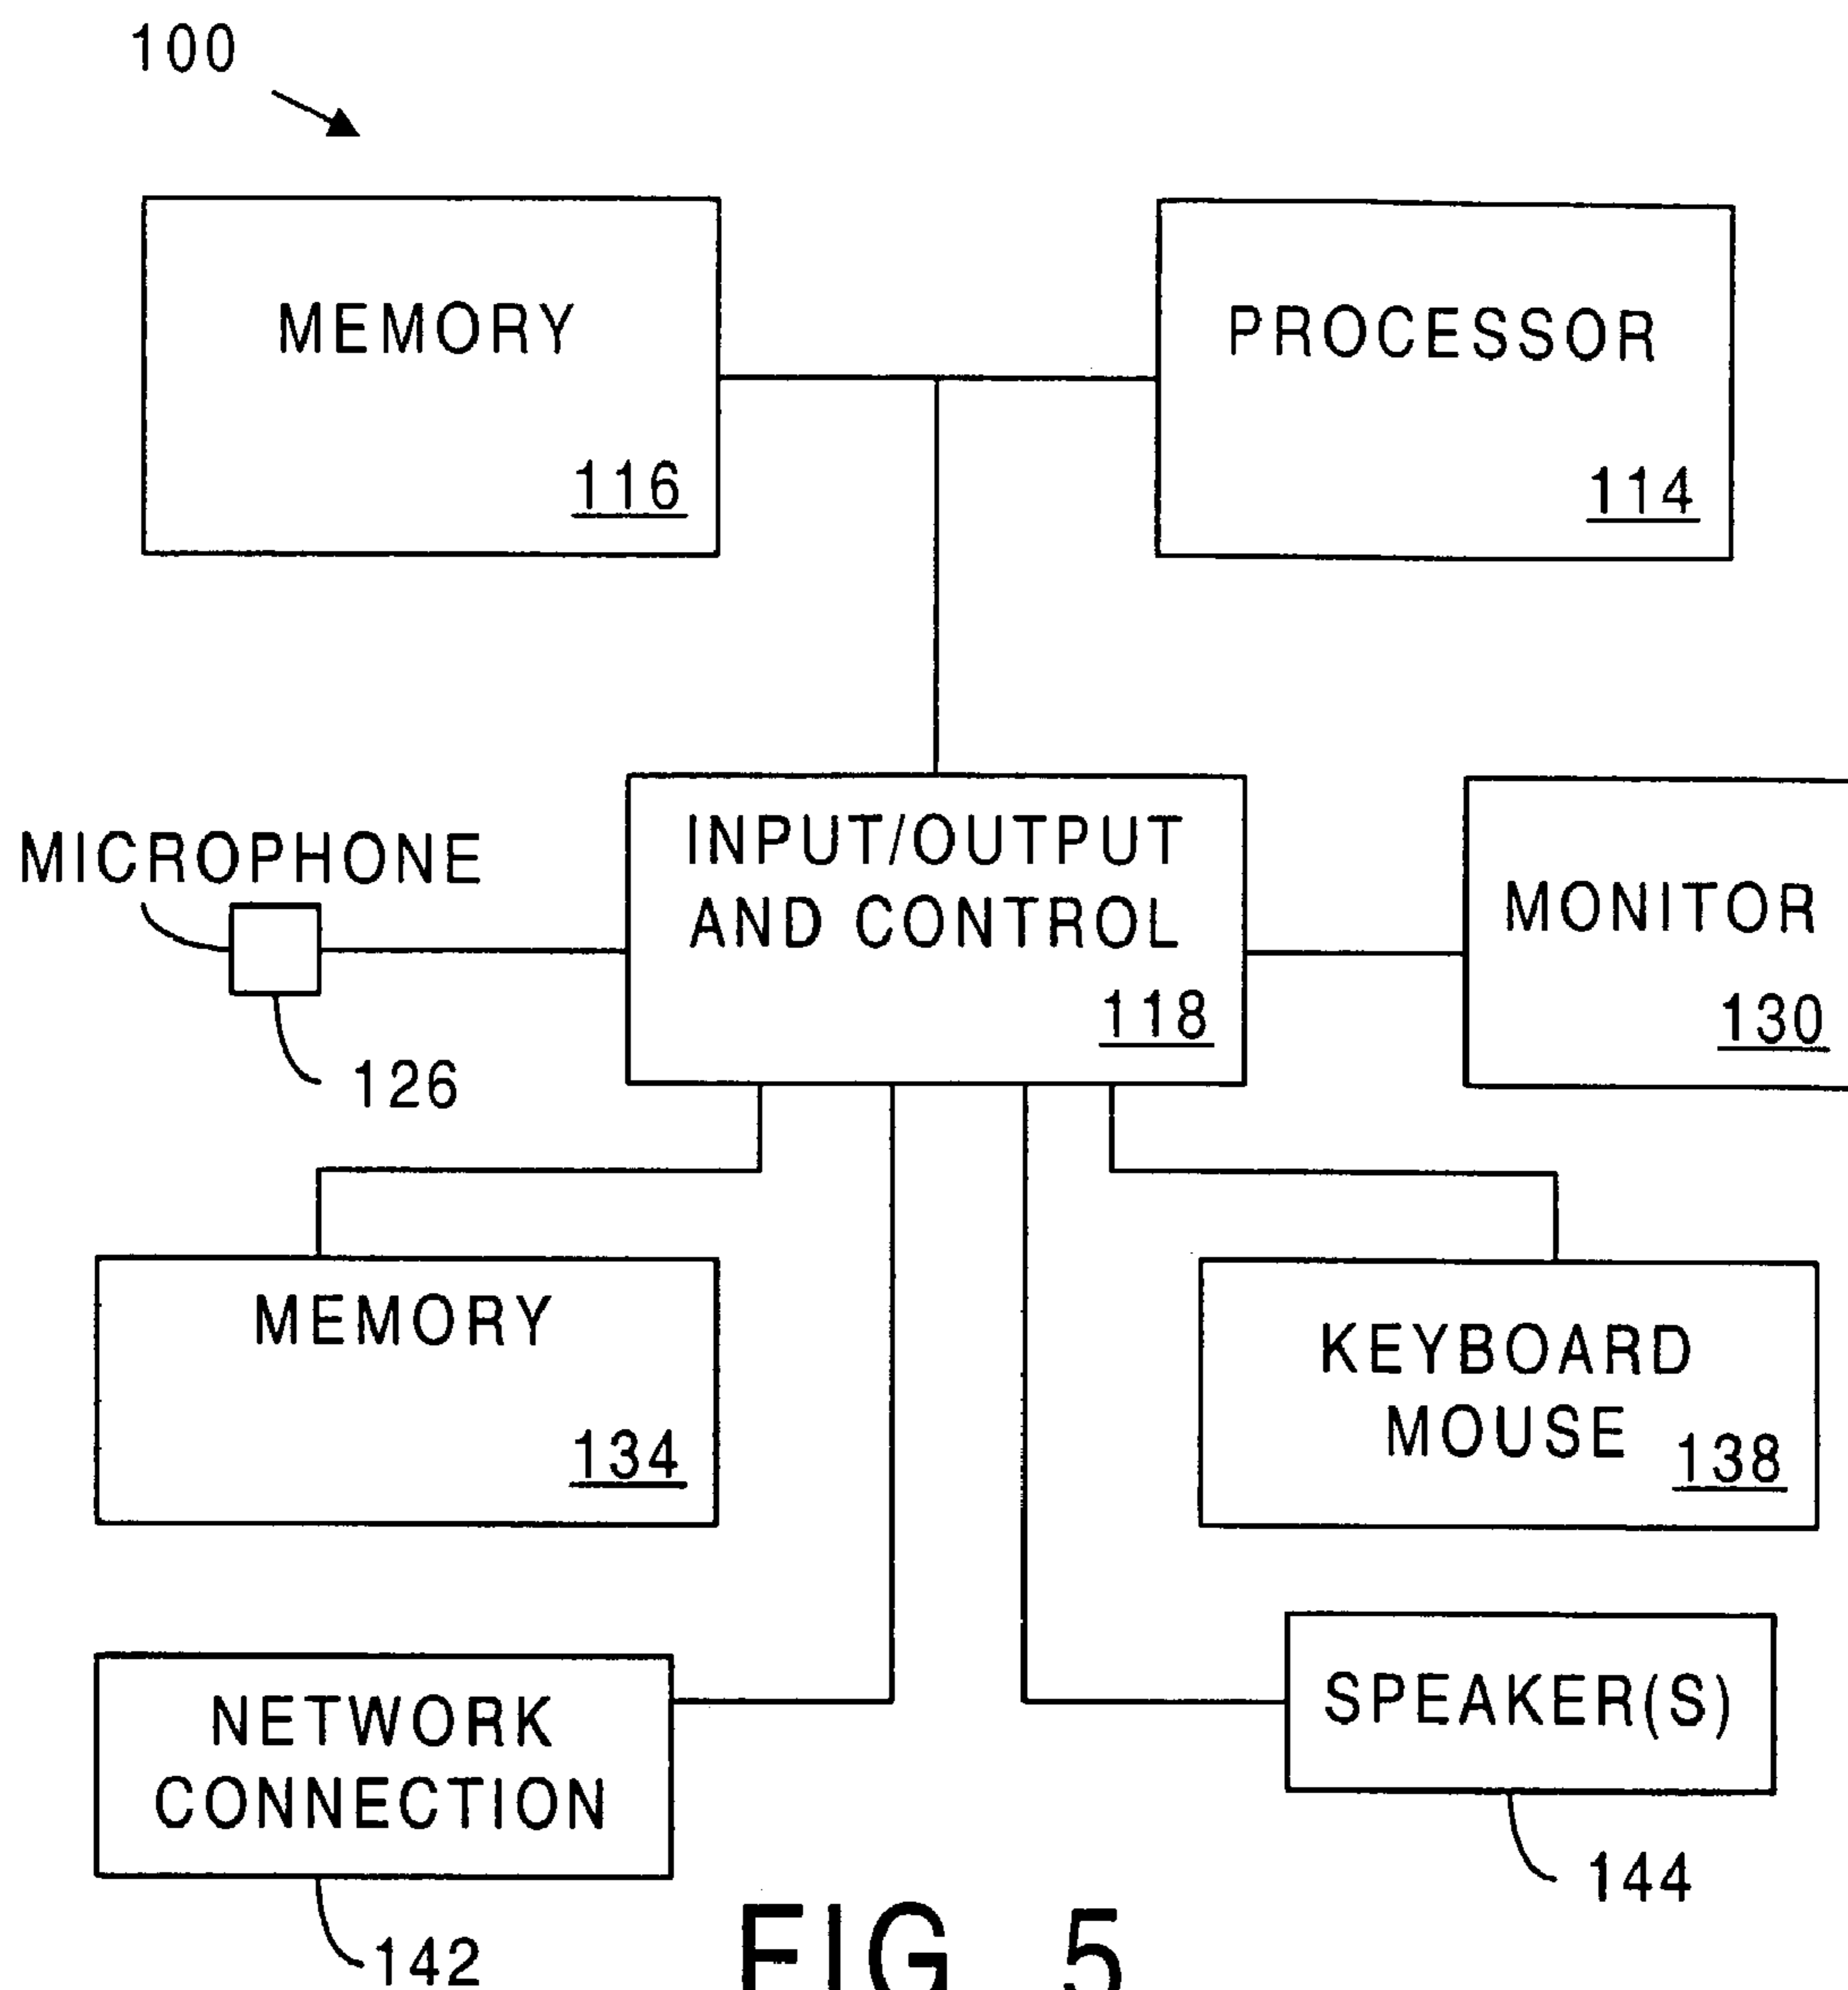 100
MEMORY
116
PROCESSOR
114
MICROPHONE
126
INPUT/OUTPUT
AND CONTROL
118
MONITOR
130
MEMORY
134
KEYBOARD
MOUSE
138
NETWORK
CONNECTION
142
SPEAKER(S)
144
FIG 5